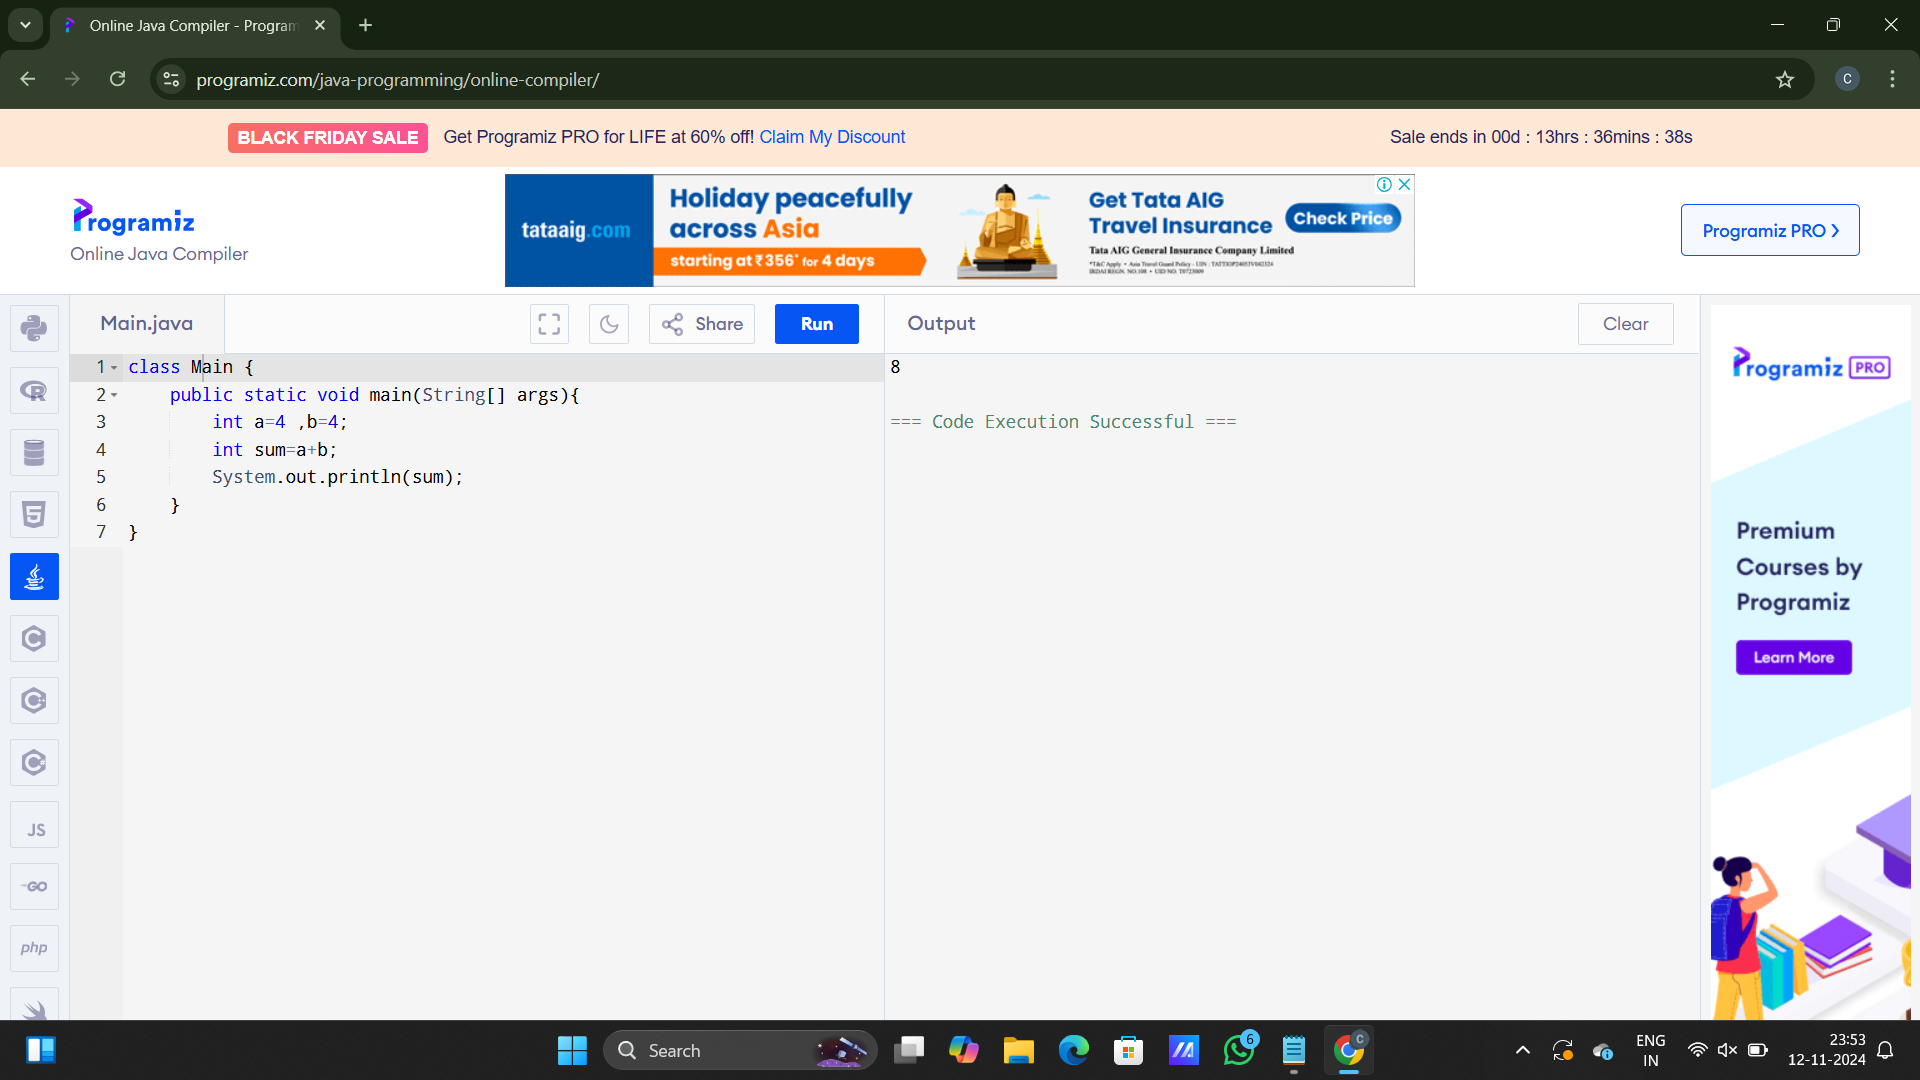 Online Java Compiler - Program
programiz.com/java-programming/online-compiler/
BLACK FRIDAY SALE Get Programiz PRO for LIFE at 60% off! Claim My Discount Sale ends in 00d : 13hrs : 36mins : 38s
Programiz
Online Java Compiler
tataaig.com
Holiday peacefully
across Asia
starting at ₹356* for 4 days
Get Tata AIG
Travel Insurance
Check Price
Tata AIG General Insurance Company Limited
Programiz PRO
Main.java
Share
Run
Output
Clear
1 class Main {
2 public static void main(String[] args){
3 int a=4 ,b=4;
4 int sum=a+b;
5 System.out.println(sum);
6 }
7 }
8
=== Code Execution Successful ===
JS
GO
php
Programiz PRO
Premium
Courses by
Programiz
Learn More
Search
6
C
ENG
IN
23:53
12-11-2024